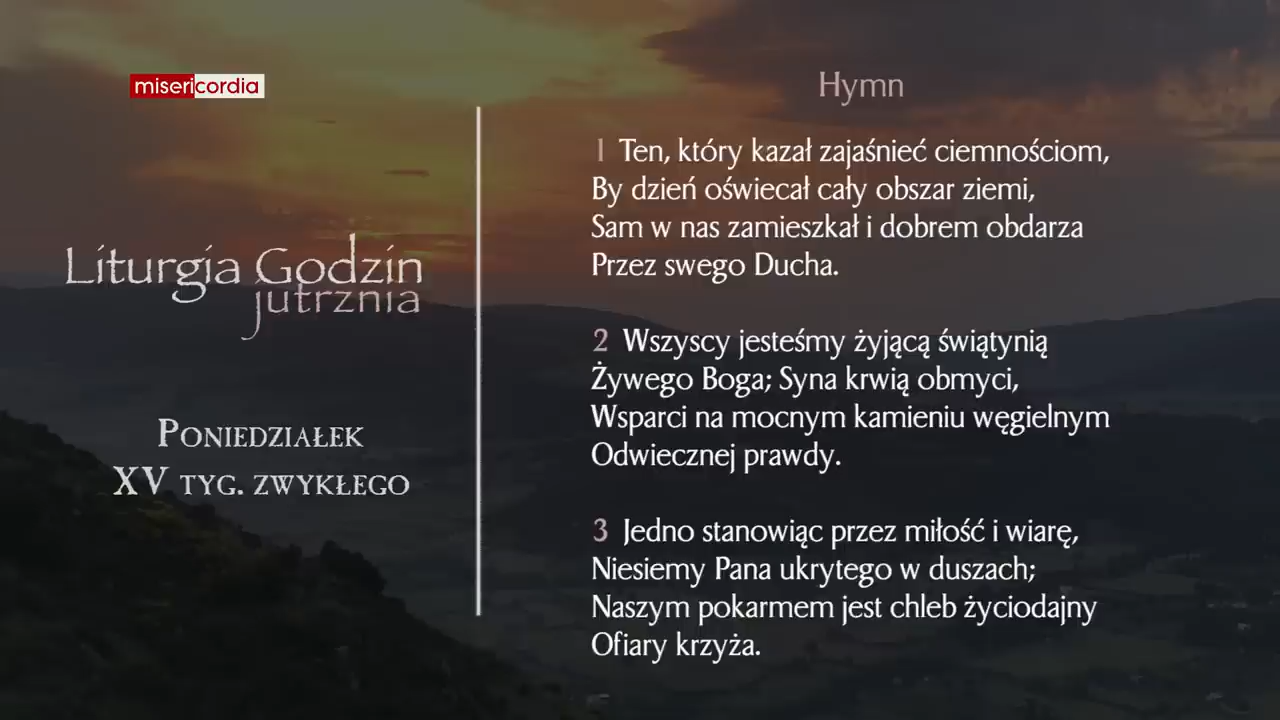 misericordia
Liturgia Godzin
jutrznia
Poniedziałek
XV tyg. zwykłego
Hymn
1 Ten, który kazał zajaśnieć ciemnościom,
By dzień oświecał cały obszar ziemi,
Sam w nas zamieszkał i dobrem obdarza
Przez swego Ducha.
2 Wszyscy jesteśmy żyjącą świątynią
Żywego Boga; Syna krwią obmyci,
Wsparci na mocnym kamieniu węgielnym
Odwiecznej prawdy.
3 Jedno stanowiąc przez miłość i wiarę,
Niesiemy Pana ukrytego w duszach;
Naszym pokarmem jest chleb życiodajny
Ofiary krzyża.